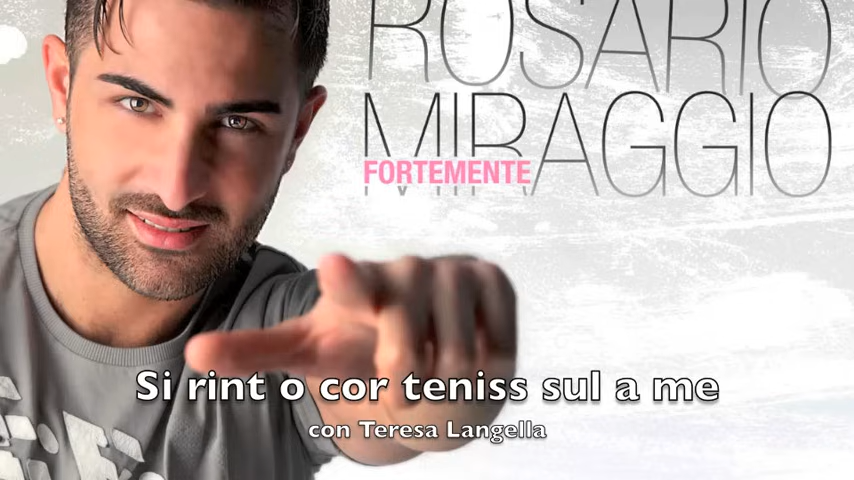 ROSARIO
MIRAGGIO
FORTEMENTE
Si rint o cor teniss sul a me
con Teresa Langella